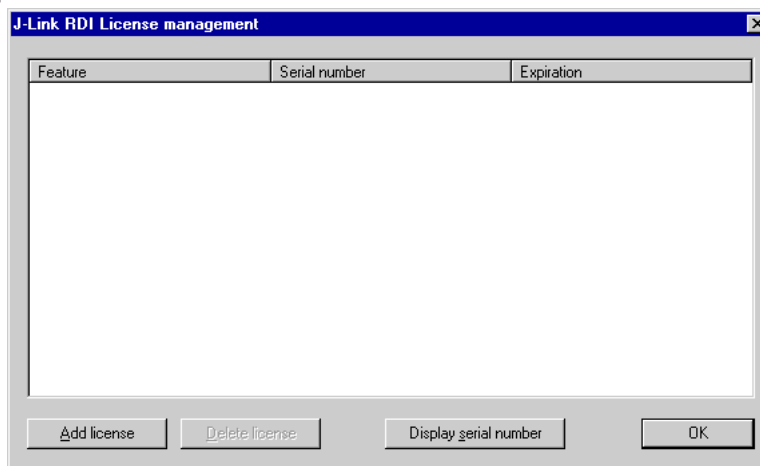 J-Link RDI License management
Feature Serial number Expiration
Add license Delete license Display serial number OK